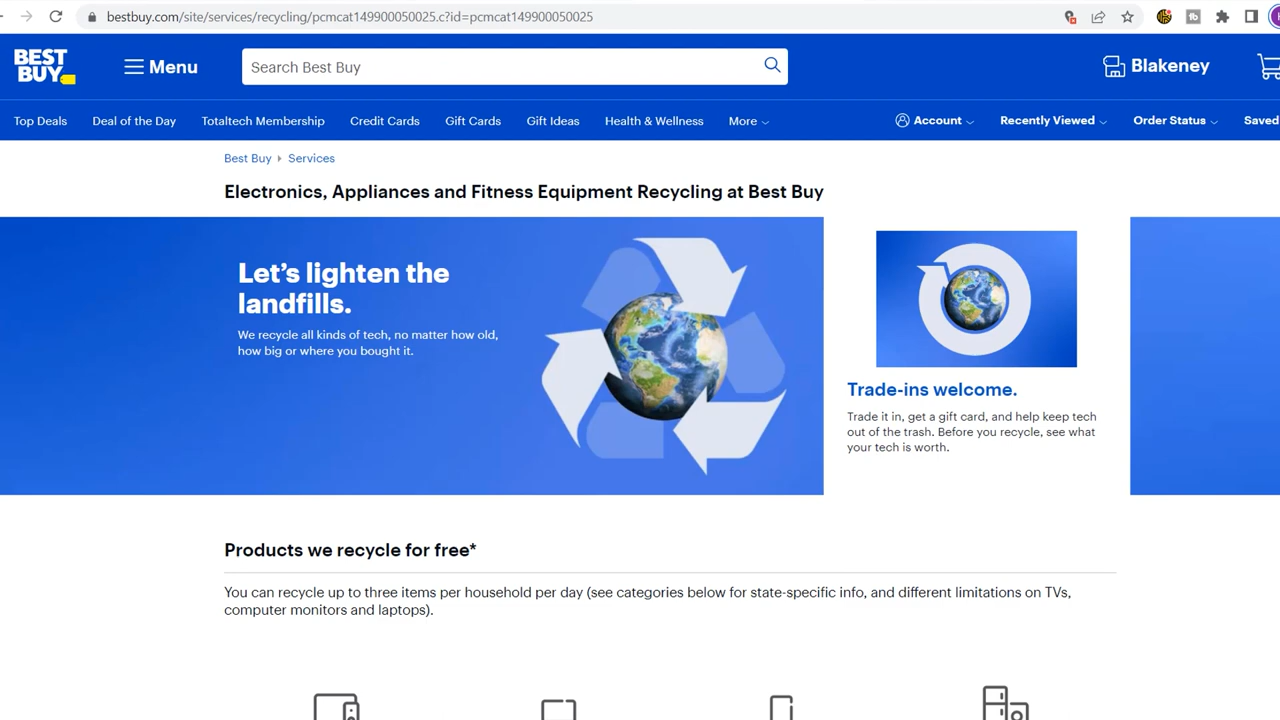 bestbuy.com/site/services/recycling/pcmcat149900050025.c?id=pcmcat149900050025
BEST
BUY
Menu
Search Best Buy
Blakeney
Top Deals
Deal of the Day
Totaltech Membership
Credit Cards
Gift Cards
Gift Ideas
Health & Wellness
More
Account
Recently Viewed
Order Status
Saved
Best Buy
Services
Electronics, Appliances and Fitness Equipment Recycling at Best Buy
Let’s lighten the
landfills.
We recycle all kinds of tech, no matter how old,
how big or where you bought it.
Trade-ins welcome.
Trade it in, get a gift card, and help keep tech
out of the trash. Before you recycle, see what
your tech is worth.
Products we recycle for free*
You can recycle up to three items per household per day (see categories below for state-specific info, and different limitations on TVs,
computer monitors and laptops).